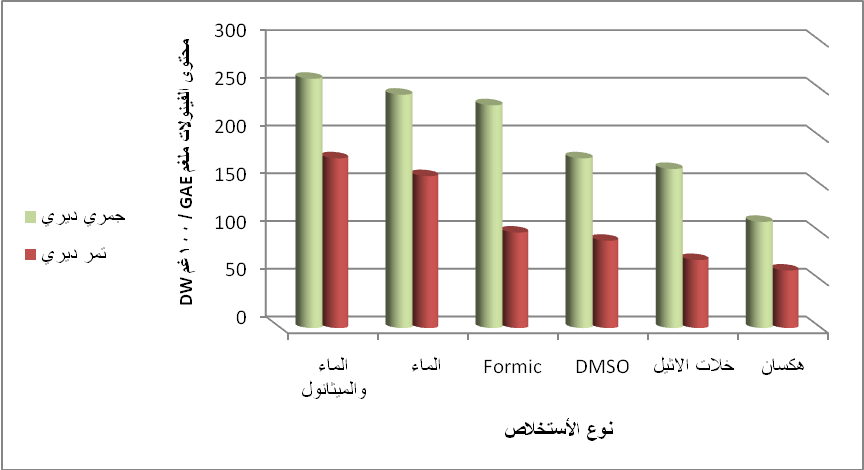 محتوى الفينولات ملغم GAE / ١٠٠ غم DW
300
250
200
150
100
50
0
جمري ديري
تمر ديري
الماء والميثانول
الماء
Formic
DMSO
خلات الاثيل
هكسان
نوع الأستخلاص